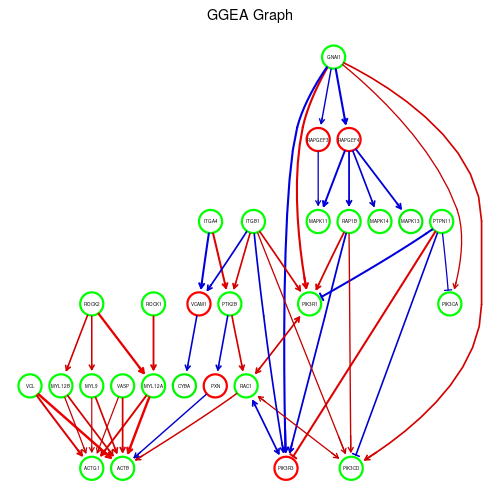 GGEA Graph
GNAI1
RAPGEF3
RAPGEF4
ITGA4
ITGB1
MAPK11
RAP1B
MAPK14
MAPK13
PTPN11
ROCK2
ROCK1
VCAM1
PTK2B
PIK3R1
PIK3CA
VCL
MYL12B
MYL9
VASP
MYL12A
CYBA
PXN
RAC1
ACTG1
ACTB
PIK3R3
PIK3CD